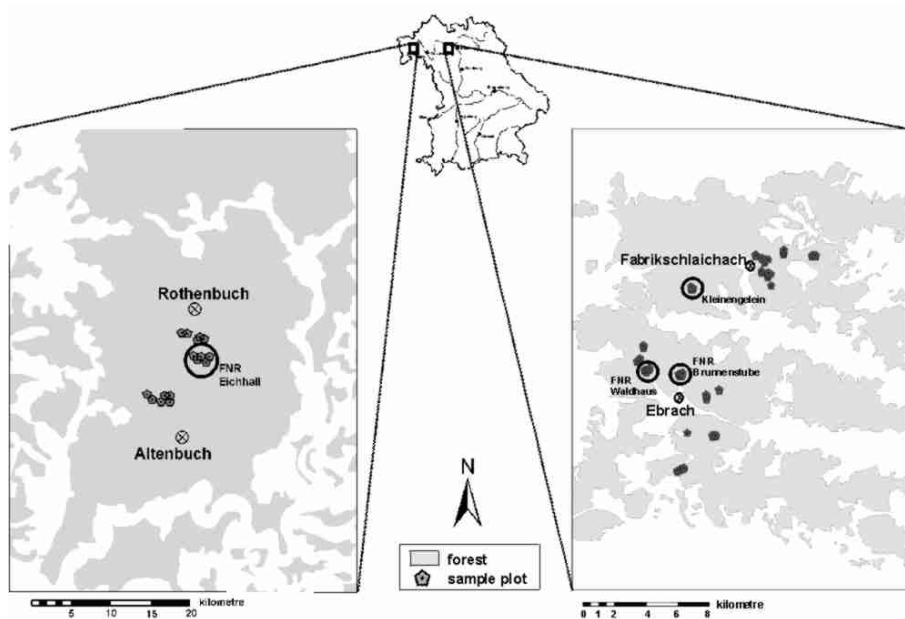 Rothenbuch
FNR
Eichhall
Altenbuch
Fabrikschlaichach
Kleinengelein
FNR
Waldhaus
FNR
Brunnenstube
Ebrach
N
forest
sample plot
5 10 15 20
kilometre
0 1 2 4 6 8
kilometre